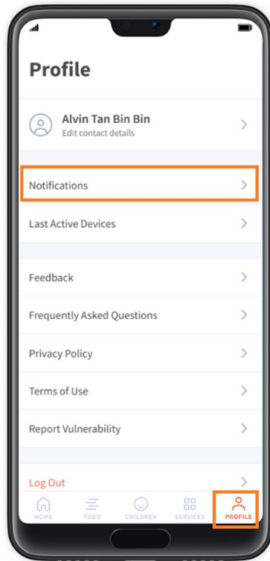 Profile
Alvin Tan Bin Bin
Edit contact details
Notifications
Last Active Devices
Feedback
Frequently Asked Questions
Privacy Policy
Terms of Use
Report Vulnerability
Log Out
HOME TODO CHILDREN SERVICES PROFILE